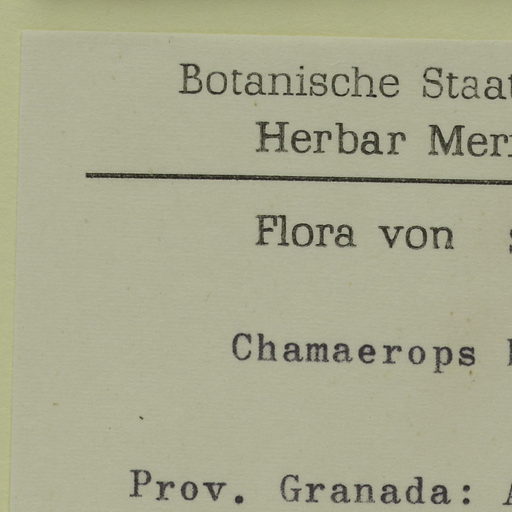 Botanische Staat
Herbar Mer
Flora von
Chamaerops
Prov. Granada: